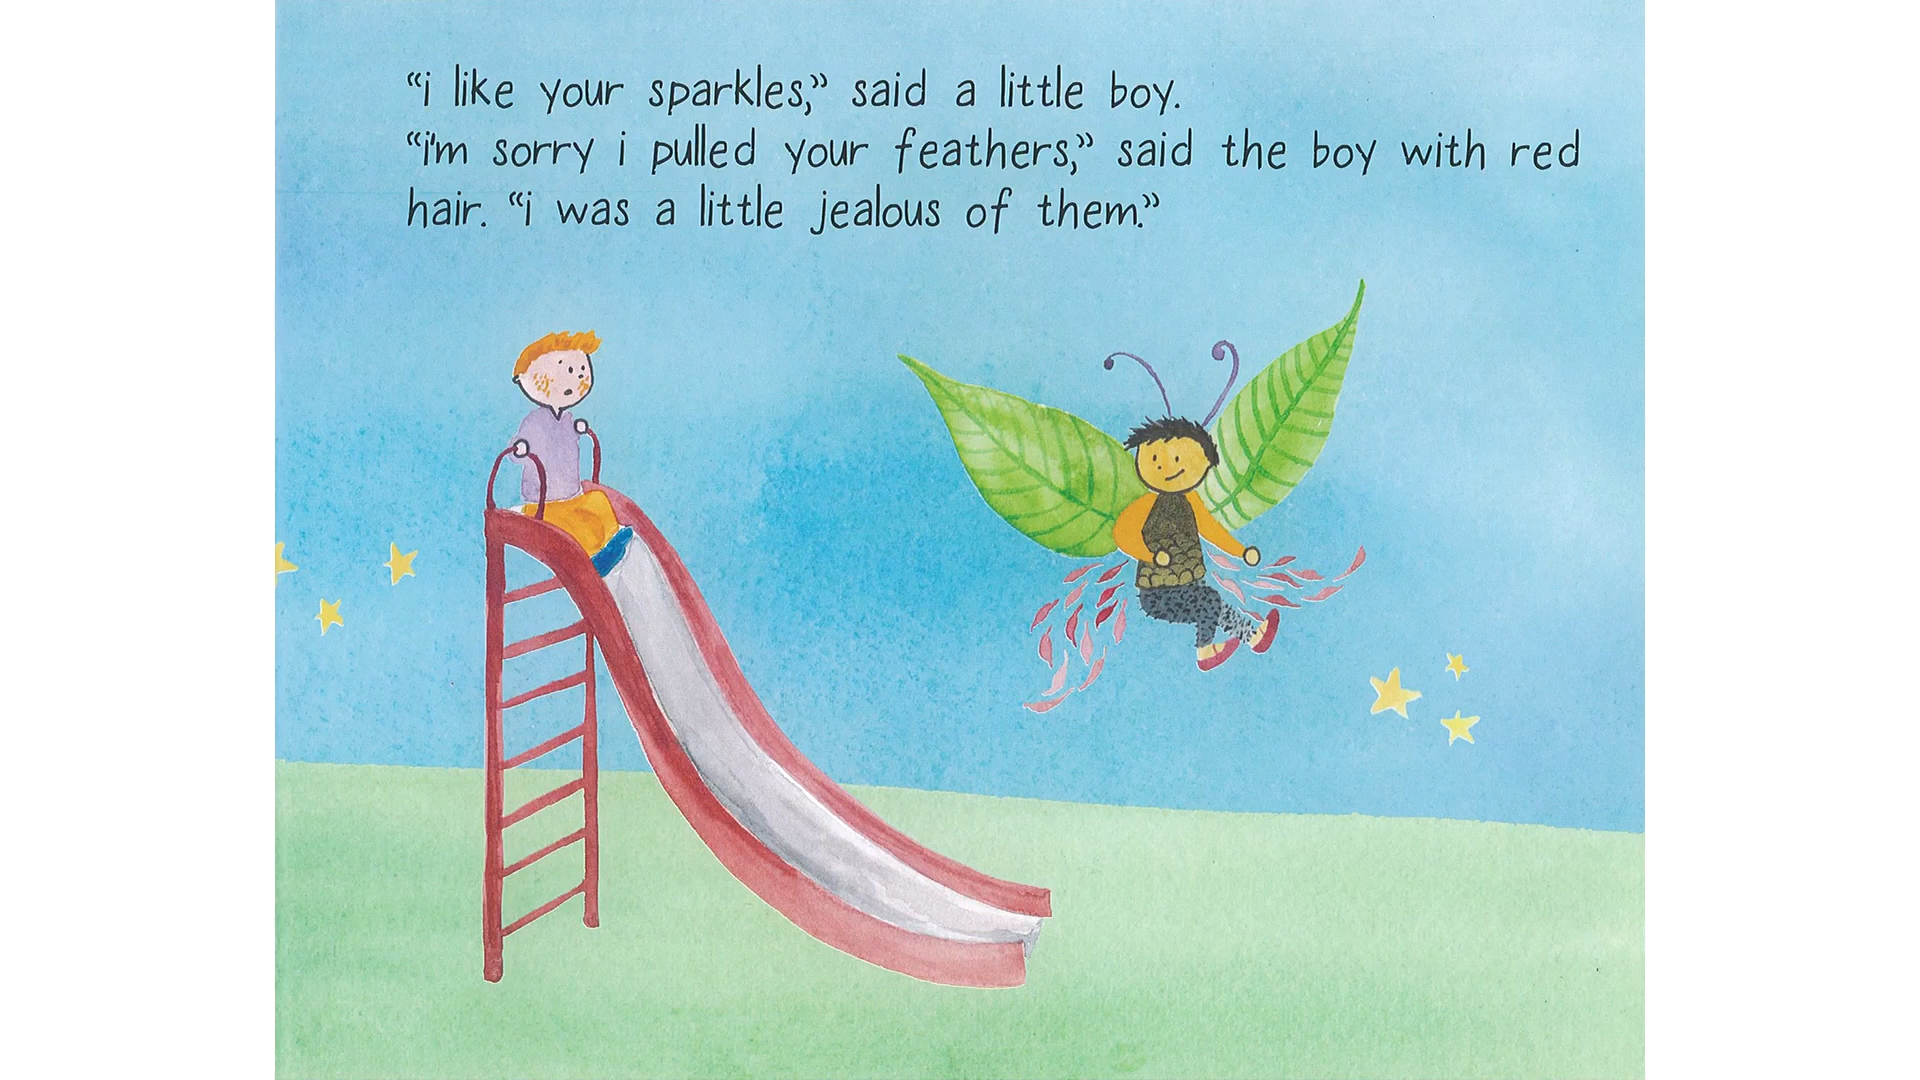 “i like your sparkles,” said a little boy.
“i'm sorry i pulled your feathers,” said the boy with red
hair. “i was a little jealous of them.”